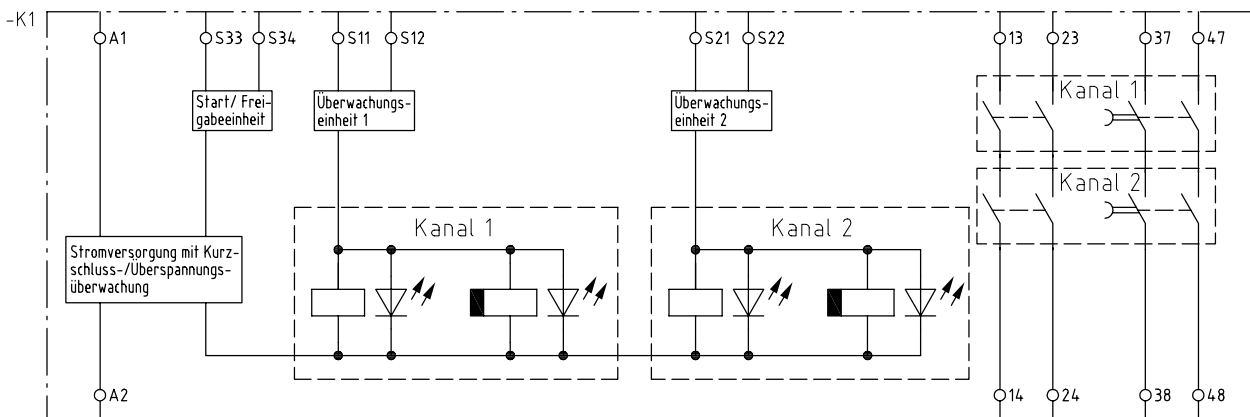 -K1
A1
S33
S34
S11
S12
S21
S22
13
23
37
47
Start/ Frei-
gabeeinheit
Überwachungs-
einheit 1
Überwachungs-
einheit 2
Kanal 1
Kanal 2
Kanal 1
Kanal 2
Stromversorgung mit Kurz-
schluss-/Überspannungs-
überwachung
A2
14
24
38
48